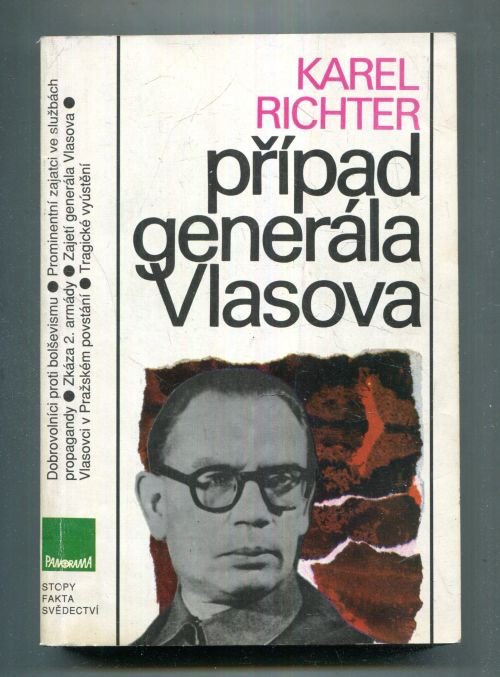 KAREL
RICHTER
případ
generála
Vlasova
Dobrovolníci proti bolševismu ● Prominentní zajatci ve službách
propagandy ● Zkáza 2. armády ● Zajetí generála Vlasova ●
Vlasovci v Pražském povstání ● Tragické vyústění
PANORAMA
STOPY
FAKTA
SVĚDECTVÍ